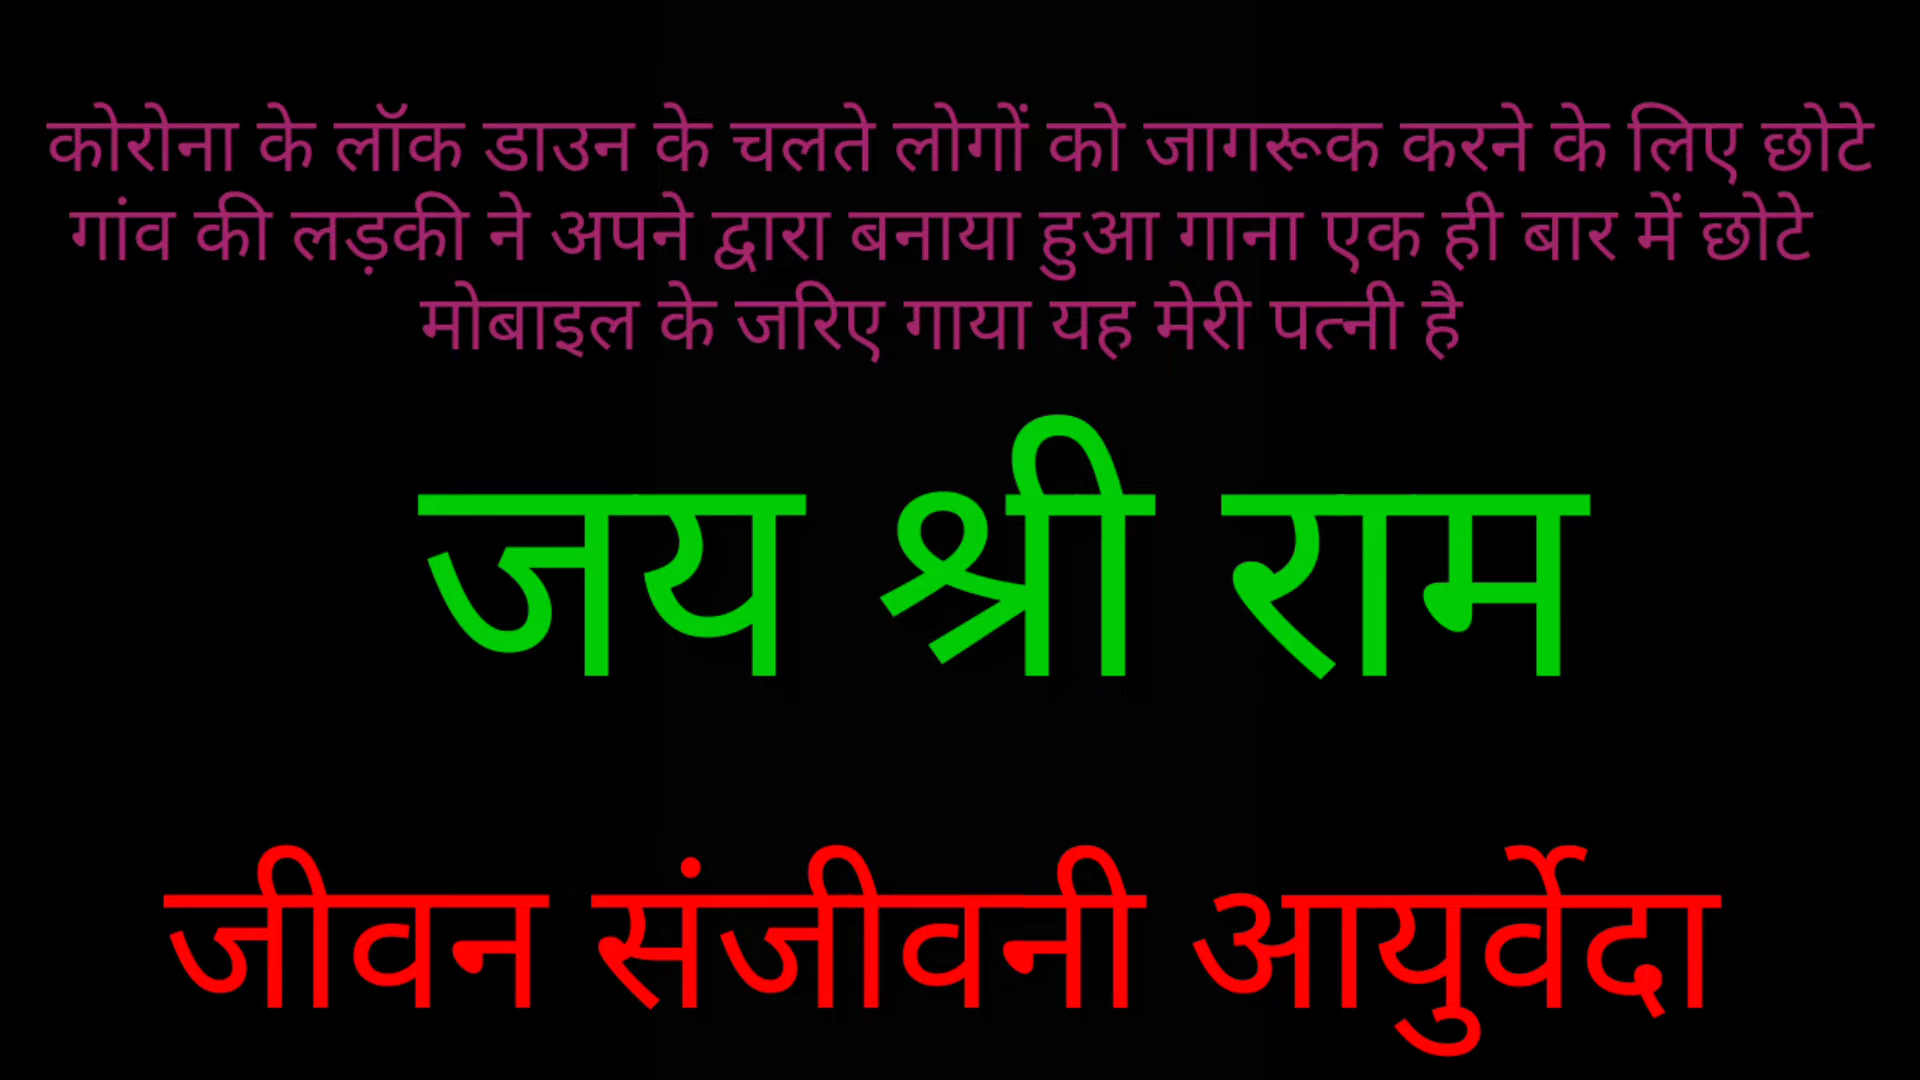 कोरोना के लॉक डाउन के चलते लोगों को जागरूक करने के लिए छोटे
गांव की लड़की ने अपने द्वारा बनाया हुआ गाना एक ही बार में छोटे
मोबाइल के जरिए गाया यह मेरी पत्नी है
जय श्री राम
जीवन संजीवनी आयुर्वेदा